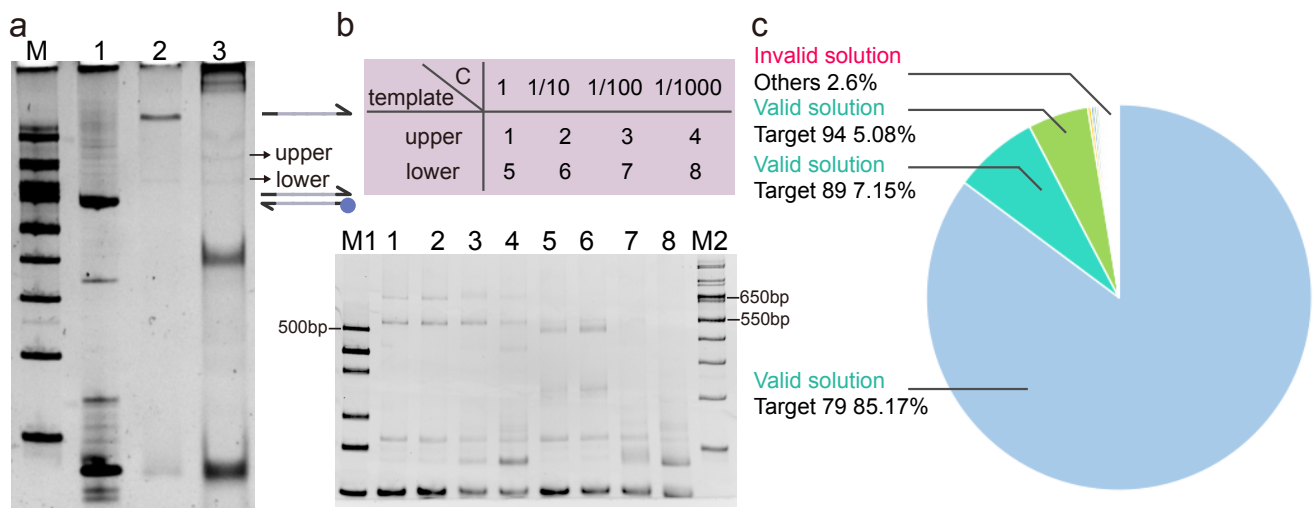 a
M 1 2 3
upper
lower
b
C
template
1 1/10 1/100 1/1000
upper 1 2 3 4
lower 5 6 7 8
M1 1 2 3 4 5 6 7 8 M2
500bp
650bp
550bp
c
Invalid solution
Others 2.6%
Valid solution
Target 94 5.08%
Valid solution
Target 89 7.15%
Valid solution
Target 79 85.17%